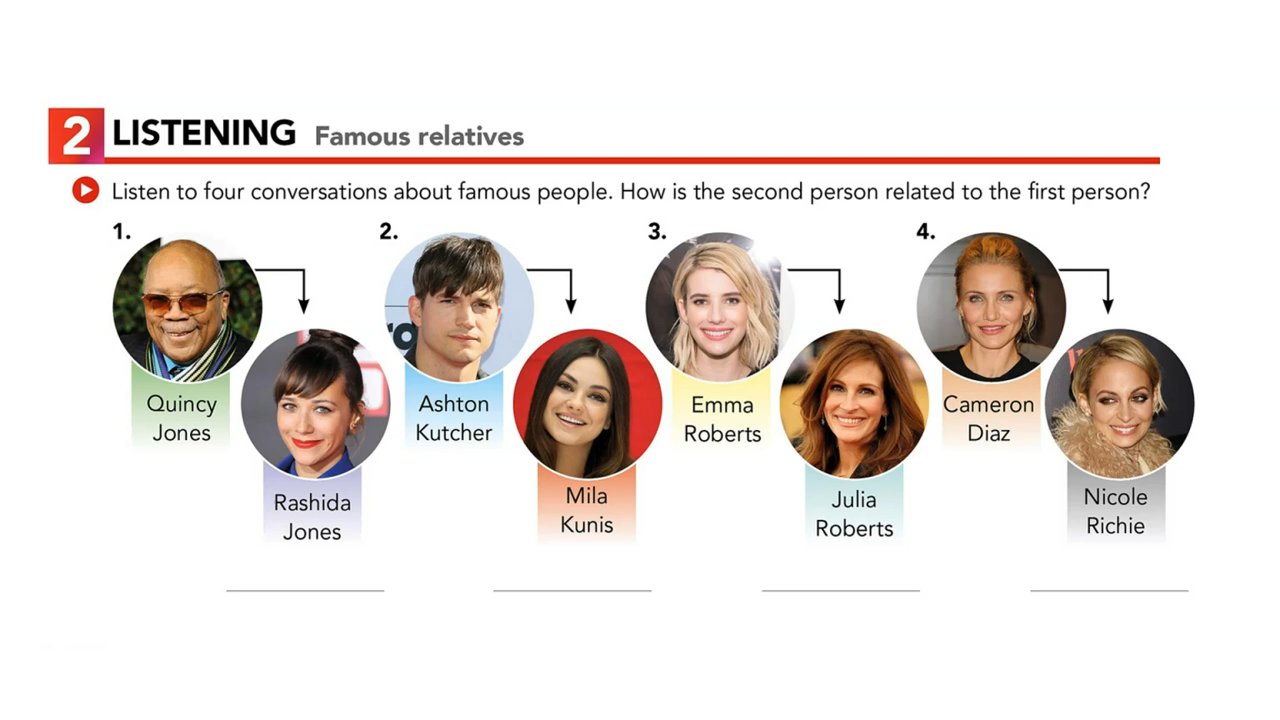 2 LISTENING Famous relatives
Listen to four conversations about famous people. How is the second person related to the first person?
1.
2.
3.
4.
Quincy
Jones
Rashida
Jones
Ashton
Kutcher
Mila
Kunis
Emma
Roberts
Julia
Roberts
Cameron
Diaz
Nicole
Richie